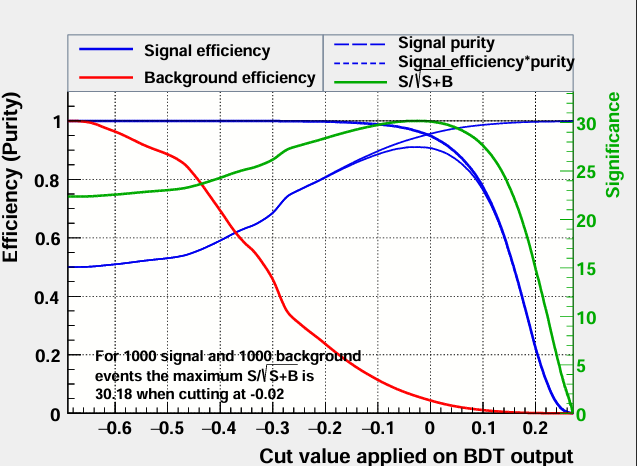 Signal efficiency
Background efficiency
Signal purity
Signal efficiency*purity
S/√S+B
Efficiency (Purity)
1
0.8
0.6
0.4
0.2
0
Significance
30
25
20
15
10
5
0
For 1000 signal and 1000 background
events the maximum S/√S+B is
30.18 when cutting at -0.02
−0.6 −0.5 −0.4 −0.3 −0.2 −0.1 0 0.1 0.2
Cut value applied on BDT output